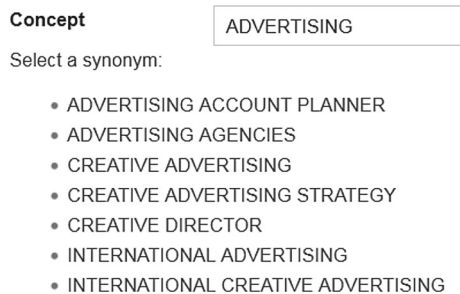 Concept
ADVERTISING
Select a synonym:
ADVERTISING ACCOUNT PLANNER
ADVERTISING AGENCIES
CREATIVE ADVERTISING
CREATIVE ADVERTISING STRATEGY
CREATIVE DIRECTOR
INTERNATIONAL ADVERTISING
INTERNATIONAL CREATIVE ADVERTISING